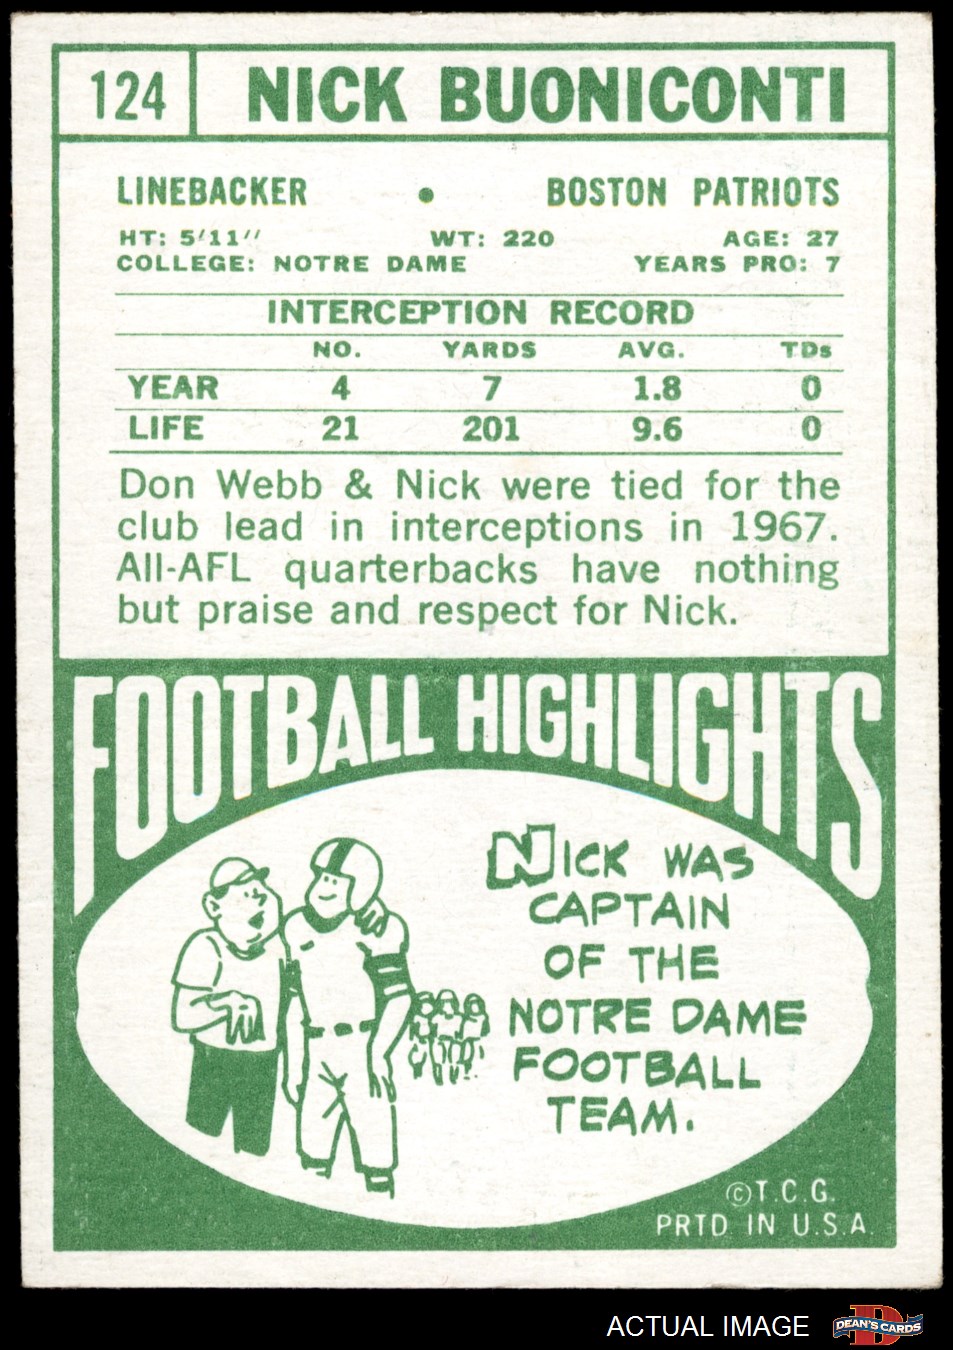 124 NICK BUONICONTI
LINEBACKER • BOSTON PATRIOTS
HT: 5'11" WT: 220 AGE: 27
COLLEGE: NOTRE DAME YEARS PRO: 7
INTERCEPTION RECORD
NO. YARDS AVG. TDs
YEAR 4 7 1.8 0
LIFE 21 201 9.6 0
Don Webb & Nick were tied for the
club lead in interceptions in 1967.
All-AFL quarterbacks have nothing
but praise and respect for Nick.
FOOTBALL HIGHLIGHTS
NICK WAS
CAPTAIN
OF THE
NOTRE DAME
FOOTBALL
TEAM.
©T.C.G.
PRTD IN U.S.A.
ACTUAL IMAGE
D
DEAN'S CARDS